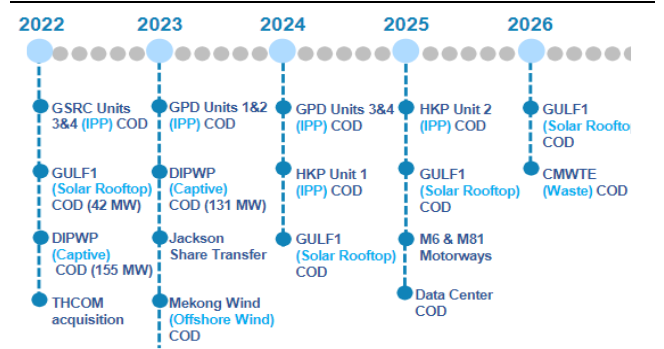 2022
2023
2024
2025
2026
GSRC Units
3&4 (IPP) COD
GULF1
(Solar Rooftop)
COD (42 MW)
DIPWP
(Captive)
COD (155 MW)
THCOM
acquisition
GPD Units 1&2
(IPP) COD
DIPWP
(Captive)
COD (131 MW)
Jackson
Share Transfer
Mekong Wind
(Offshore Wind)
COD
GPD Units 3&4
(IPP) COD
HKP Unit 1
(IPP) COD
GULF1
(Solar Rooftop)
COD
HKP Unit 2
(IPP) COD
GULF1
(Solar Rooftop)
COD
M6 & M81
Motorways
Data Center
COD
GULF1
(Solar Roofto
COD
CMWTE
(Waste) COD